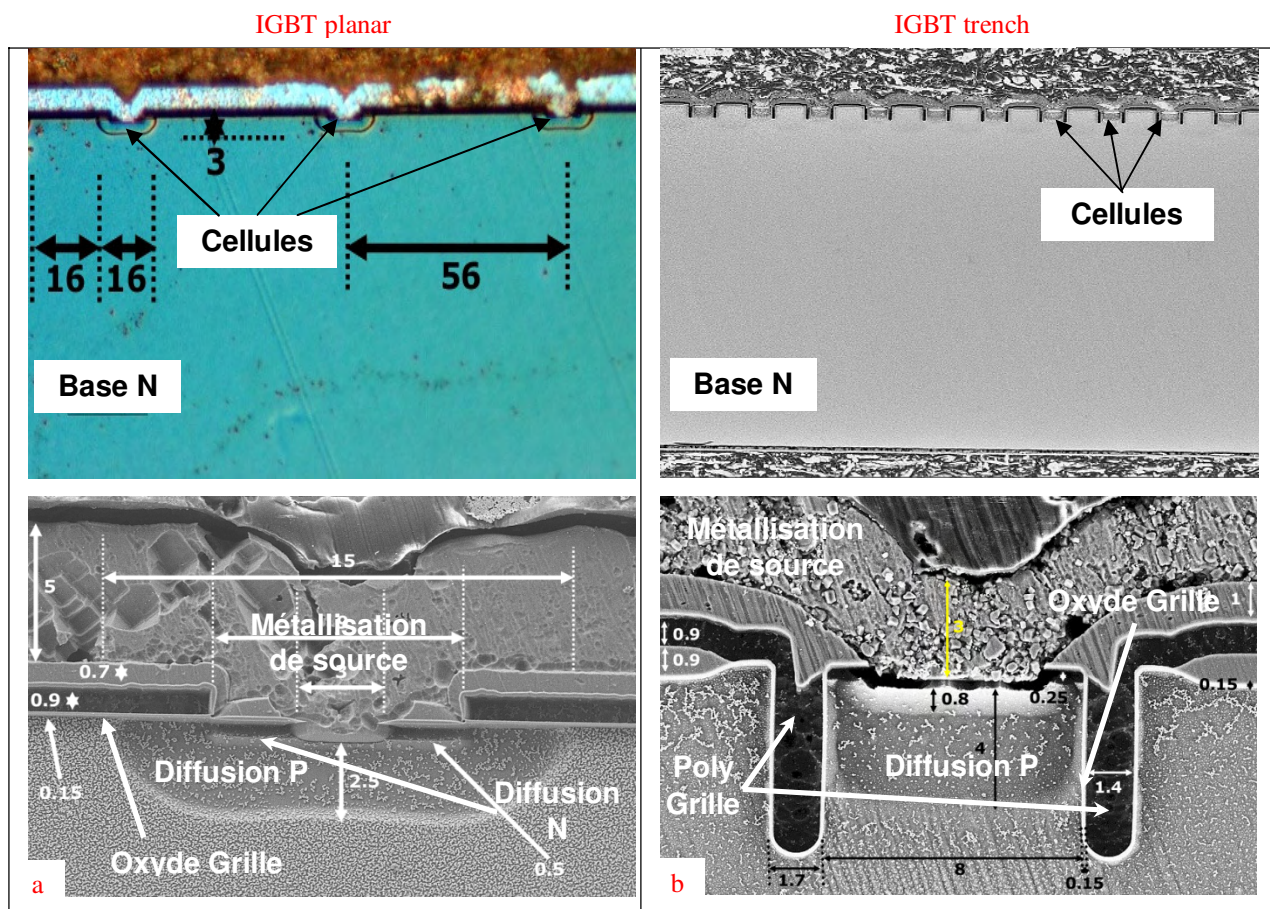 IGBT planar
IGBT trench
3
Cellules
16
16
56
Base N
Cellules
Base N
15
5
Métallisation
de source
3
0.7
0.9
Diffusion P
2.5
Diffusion
N
0.15
Oxyde Grille
0.5
a
Métallisation
de source
Oxyde Grille
1
3
0.9
0.9
0.8
0.25
0.15
4
Poly
Grille
Diffusion P
1.4
8
1.7
0.15
b